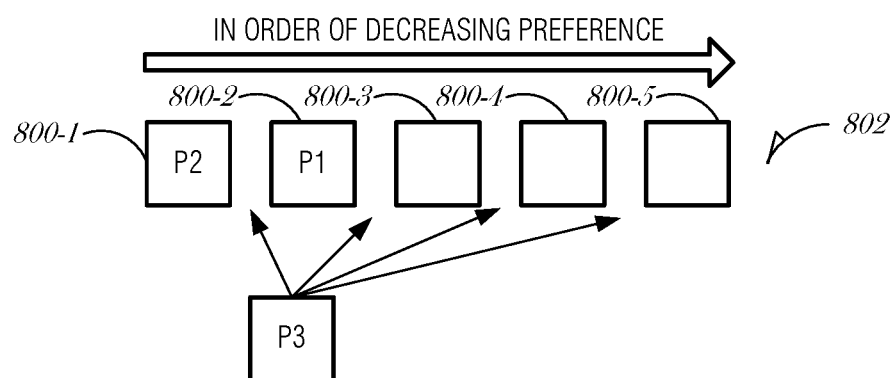 IN ORDER OF DECREASING PREFERENCE
800-2 800-3 800-4 800-5
800-1 802
P2 P1
P3